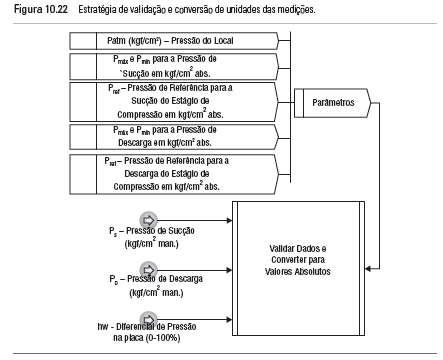 Figura 10.22 Estratégia de validação e conversão de unidades das medições.
Patm (kgf/cm²) – Pressão do Local
Pmáx e Pmín para a Pressão de
`Sucção em kgf/cm² abs.
Pref – Pressão de Referência para a
Sucção do Estágio de
Compressão em kgf/cm² abs.
Pmáx e Pmín para a Pressão de
Descarga em kgf/cm² abs.
Pref – Pressão de Referência para a
Descarga do Estágio de
Compressão em kgf/cm² abs.
Parâmetros
Ps – Pressão de Sucção
(kgf/cm² man.)
PD – Pressão de Descarga
(kgf/cm² man.)
hw - Diferencial de Pressão
na placa (0-100%)
Validar Dados e
Converter para
Valores Absolutos